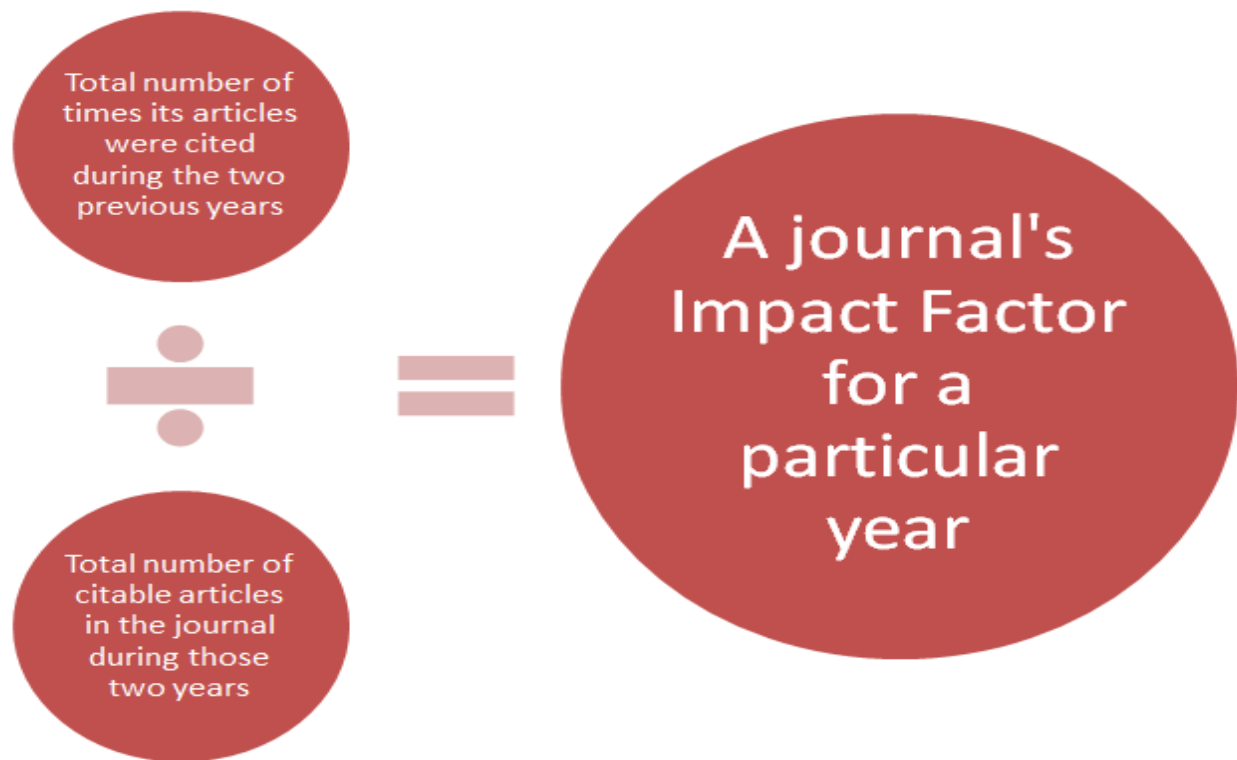 Total number of
times its articles
were cited
during the two
previous years
Total number of
citable articles
in the journal
during those
two years
A journal's
Impact Factor
for a
particular
year